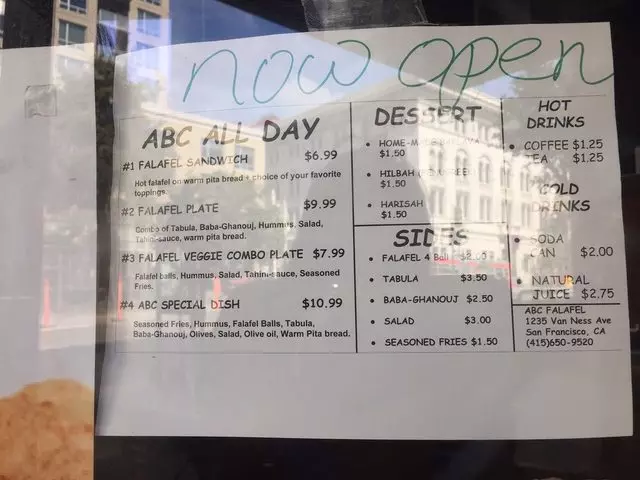 now open
ABC ALL DAY
#1 FALAFEL SANDWICH $6.99
Hot falafel on warm pita bread + choice of your favorite
toppings.
#2 FALAFEL PLATE $9.99
Combo of Tabula, Baba-Ghanouj, Hummus, Salad,
Tahini-sauce, warm pita bread.
#3 FALAFEL VEGGIE COMBO PLATE $7.99
Falafel balls, Hummus, Salad, Tahini-sauce, Seasoned
Fries.
#4 ABC SPECIAL DISH $10.99
Seasoned Fries, Hummus, Falafel Balls, Tabula,
Baba-Ghanouj, Olives, Salad, Olive oil, Warm Pita bread.
DESSERT
• HOME-MADE BAKLAVA
$1.50
• HILBAH
$1.50
• HARISAH
$1.50
SIDES
• FALAFEL 4 Ball $2.00
• TABULA $3.50
• BABA-GHANOUJ $2.50
• SALAD $3.00
• SEASONED FRIES $1.50
HOT
DRINKS
• COFFEE $1.25
TEA $1.25
COLD
DRINKS
• SODA
CAN $2.00
• NATURAL
JUICE $2.75
ABC FALAFEL
1235 Van Ness Ave
San Francisco, CA
(415)650-9520